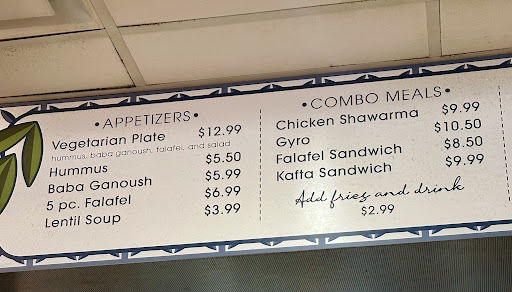 • APPETIZERS •
Vegetarian Plate $12.99
hummus, baba ganoush, falafel, and salad
Hummus $5.50
Baba Ganoush $5.99
5 pc. Falafel $6.99
Lentil Soup $3.99
• COMBO MEALS •
Chicken Shawarma $9.99
Gyro $10.50
Falafel Sandwich $8.50
Kafta Sandwich $9.99
Add fries and drink
$2.99